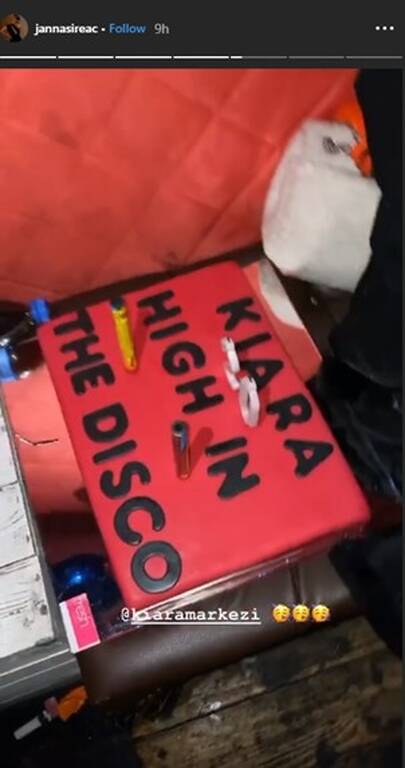 jannasireac • Follow 9h
KIARA
HIGH IN
THE DISCO
@kiaramarkezi 🥳🥳🥳